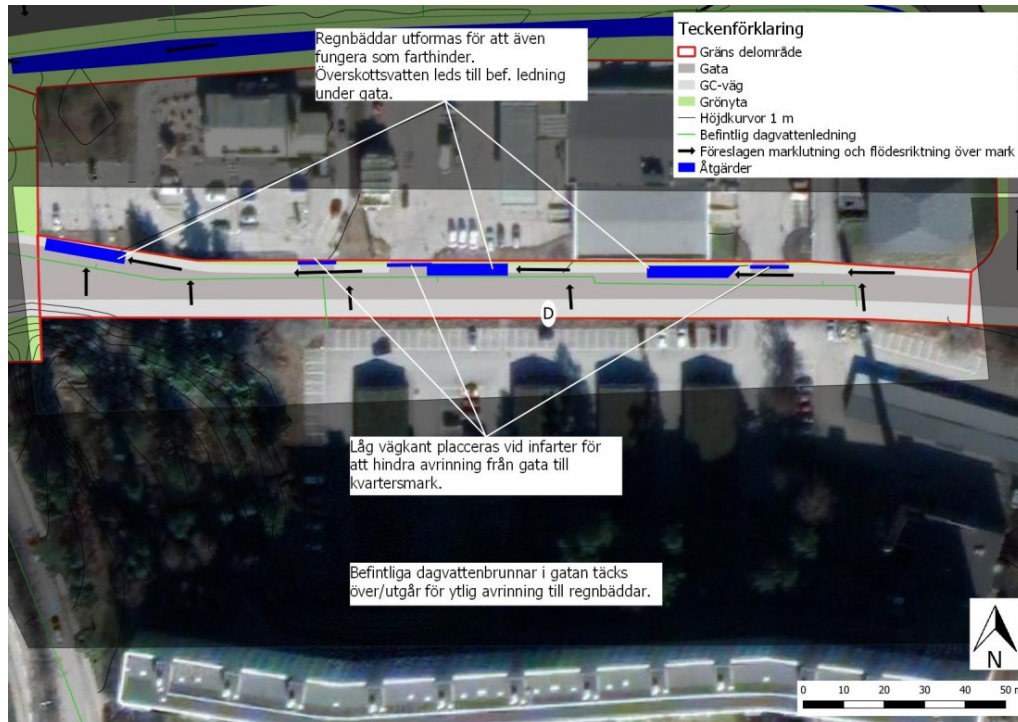 Regnbäddar utformas för att även
fungera som farthinder.
Överskottsvatten leds till bef. ledning
under gata.
Teckenförklaring
Gräns delområde
Gata
GC-väg
Grönyta
Höjdkurvor 1 m
Befintlig dagvattenledning
Föreslagen marklutning och flödesriktning över mark
Åtgärder
D
Låg vägkant placceras vid infarter för
att hindra avrinning från gata till
kvartersmark.
Befintliga dagvattenbrunnar i gatan täcks
över/utgår för ytlig avrinning till regnbäddar.
N
0 10 20 30 40 50 m